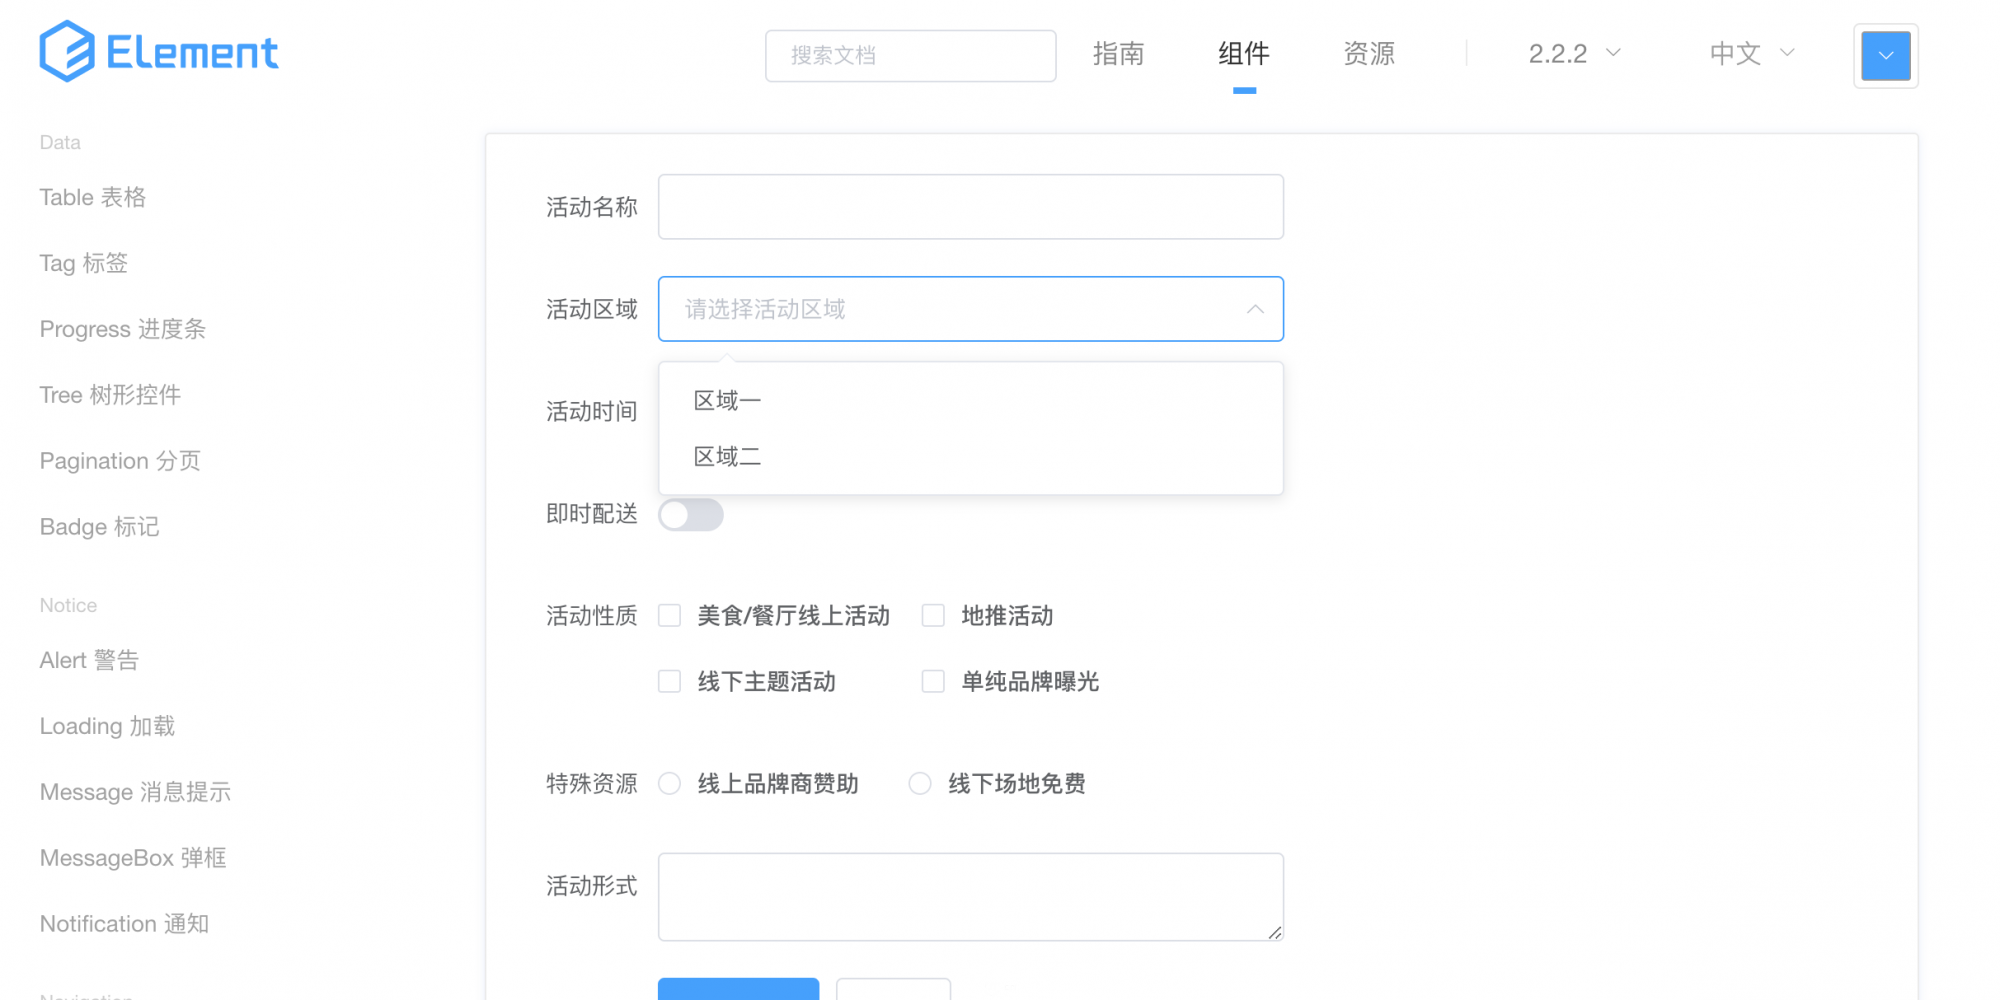 Element
搜索文档
指南
组件
资源
2.2.2
中文
Data
Table 表格
Tag 标签
Progress 进度条
Tree 树形控件
Pagination 分页
Badge 标记
Notice
Alert 警告
Loading 加载
Message 消息提示
MessageBox 弹框
Notification 通知
活动名称
活动区域
请选择活动区域
区域一
区域二
活动时间
即时配送
活动性质
美食/餐厅线上活动
地推活动
线下主题活动
单纯品牌曝光
特殊资源
线上品牌商赞助
线下场地免费
活动形式